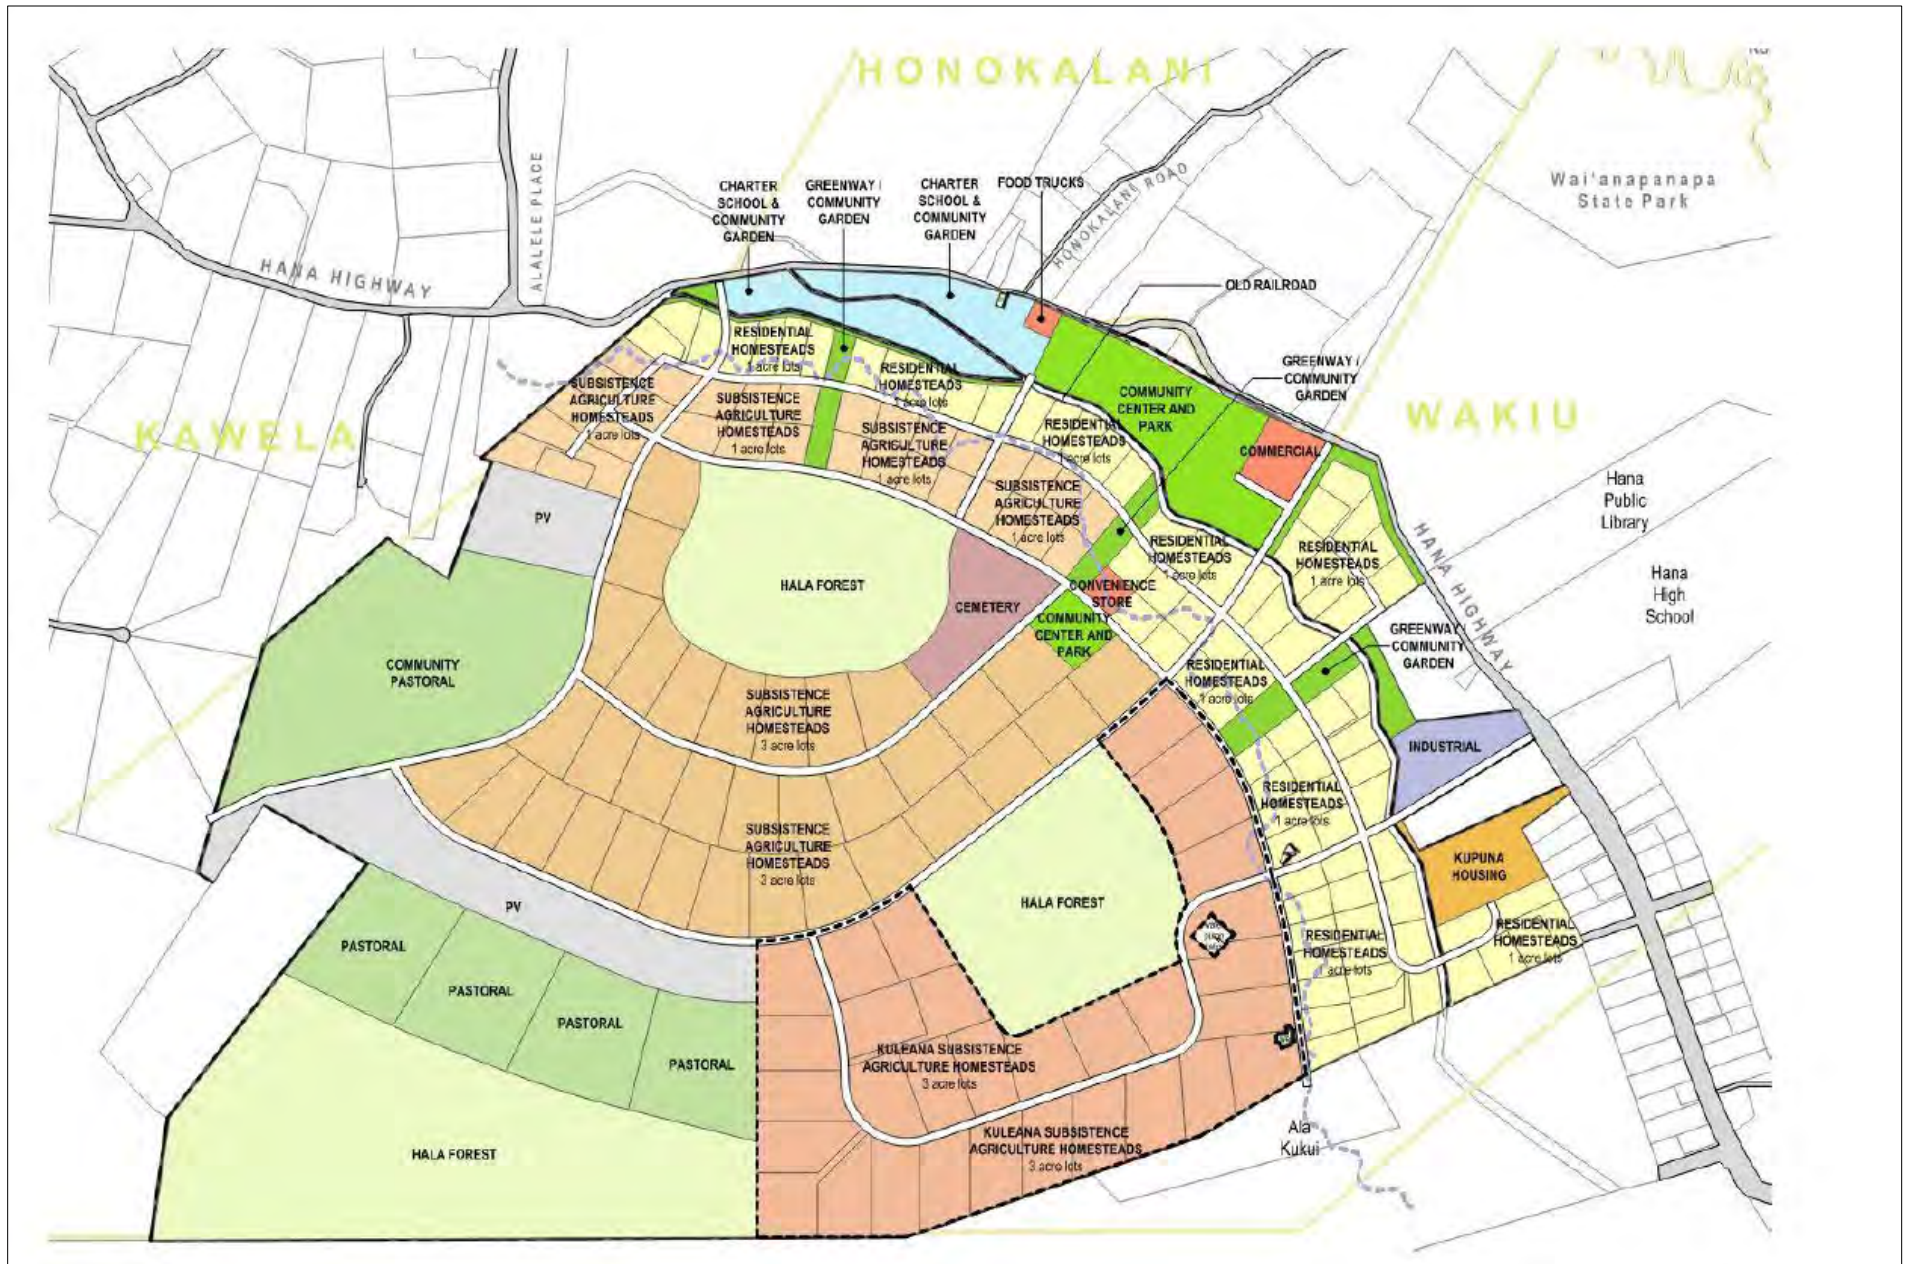 HONOKALANI
Wai'anapanapa
State Park
ALALELE PLACE
HANA HIGHWAY
HONOKALANI ROAD
CHARTER
SCHOOL &
COMMUNITY
GARDEN
GREENWAY /
COMMUNITY
GARDEN
CHARTER
SCHOOL &
COMMUNITY
GARDEN
FOOD TRUCKS
OLD RAILROAD
GREENWAY /
COMMUNITY
GARDEN
KAWELA
WAKIU
RESIDENTIAL
HOMESTEADS
1 acre lots
RESIDENTIAL
HOMESTEADS
1 acre lots
SUBSISTENCE
AGRICULTURE
HOMESTEADS
1 acre lots
SUBSISTENCE
AGRICULTURE
HOMESTEADS
1 acre lots
SUBSISTENCE
AGRICULTURE
HOMESTEADS
1 acre lots
COMMUNITY
CENTER AND
PARK
RESIDENTIAL
HOMESTEADS
1 acre lots
COMMERCIAL
SUBSISTENCE
AGRICULTURE
HOMESTEADS
1 acre lots
Hana
Public
Library
PV
RESIDENTIAL
HOMESTEADS
1 acre lots
RESIDENTIAL
HOMESTEADS
1 acre lots
HANA HIGHWAY
Hana
High
School
HALA FOREST
CEMETERY
CONVENIENCE
STORE
COMMUNITY
CENTER AND
PARK
GREENWAY /
COMMUNITY
GARDEN
COMMUNITY
PASTORAL
RESIDENTIAL
HOMESTEADS
1 acre lots
SUBSISTENCE
AGRICULTURE
HOMESTEADS
3 acre lots
INDUSTRIAL
RESIDENTIAL
HOMESTEADS
1 acre lots
SUBSISTENCE
AGRICULTURE
HOMESTEADS
3 acre lots
KUPUNA
HOUSING
PV
HALA FOREST
RESIDENTIAL
HOMESTEADS
1 acre lots
RESIDENTIAL
HOMESTEADS
1 acre lots
PASTORAL
PASTORAL
PASTORAL
PASTORAL
KULEANA SUBSISTENCE
AGRICULTURE HOMESTEADS
3 acre lots
KULEANA SUBSISTENCE
AGRICULTURE HOMESTEADS
3 acre lots
Ala
Kukui
HALA FOREST